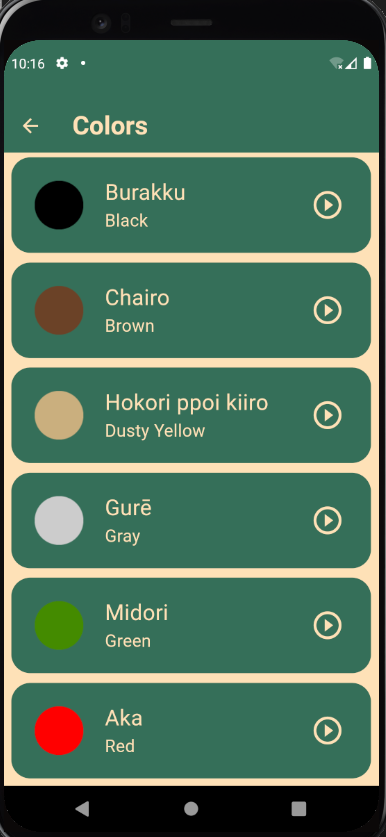 10:16
Colors
Burakku
Black
Chairo
Brown
Hokori ppoi kiiro
Dusty Yellow
Gurē
Gray
Midori
Green
Aka
Red